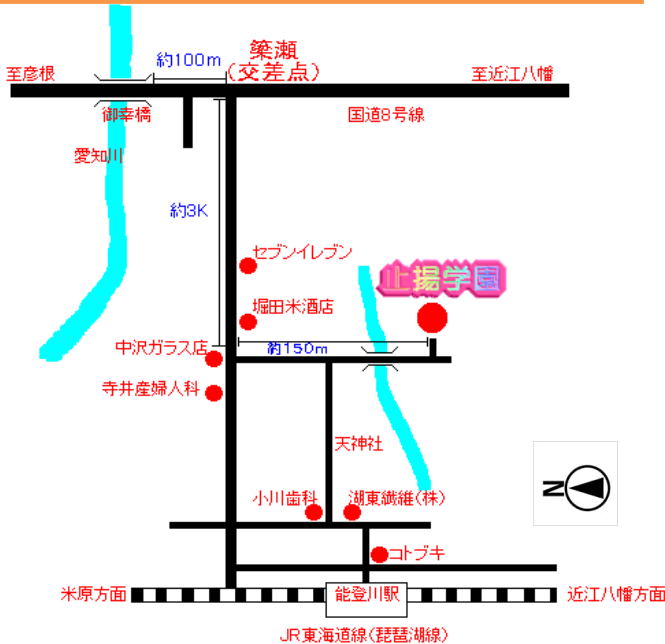 約100m
簗瀬
(交差点)
至彦根
至近江八幡
御幸橋
国道8号線
愛知川
約3K
セブンイレブン
止揚学園
堀田米酒店
中沢ガラス店
約150m
寺井産婦人科
天神社
小川歯科
湖東繊維(株)
N
コトブキ
米原方面
能登川駅
近江八幡方面
JR東海道線(琵琶湖線)